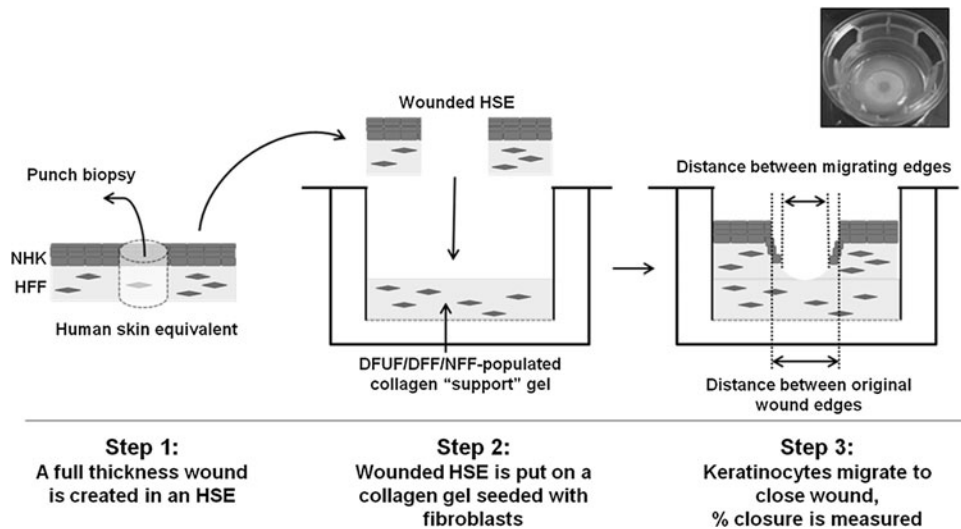 Wounded HSE
Punch biopsy
NHK
HFF
Human skin equivalent
DFUF/DFF/NFF-populated
collagen “support” gel
Distance between migrating edges
Distance between original
wound edges
Step 1:
A full thickness wound
is created in an HSE
Step 2:
Wounded HSE is put on a
collagen gel seeded with
fibroblasts
Step 3:
Keratinocytes migrate to
close wound,
% closure is measured